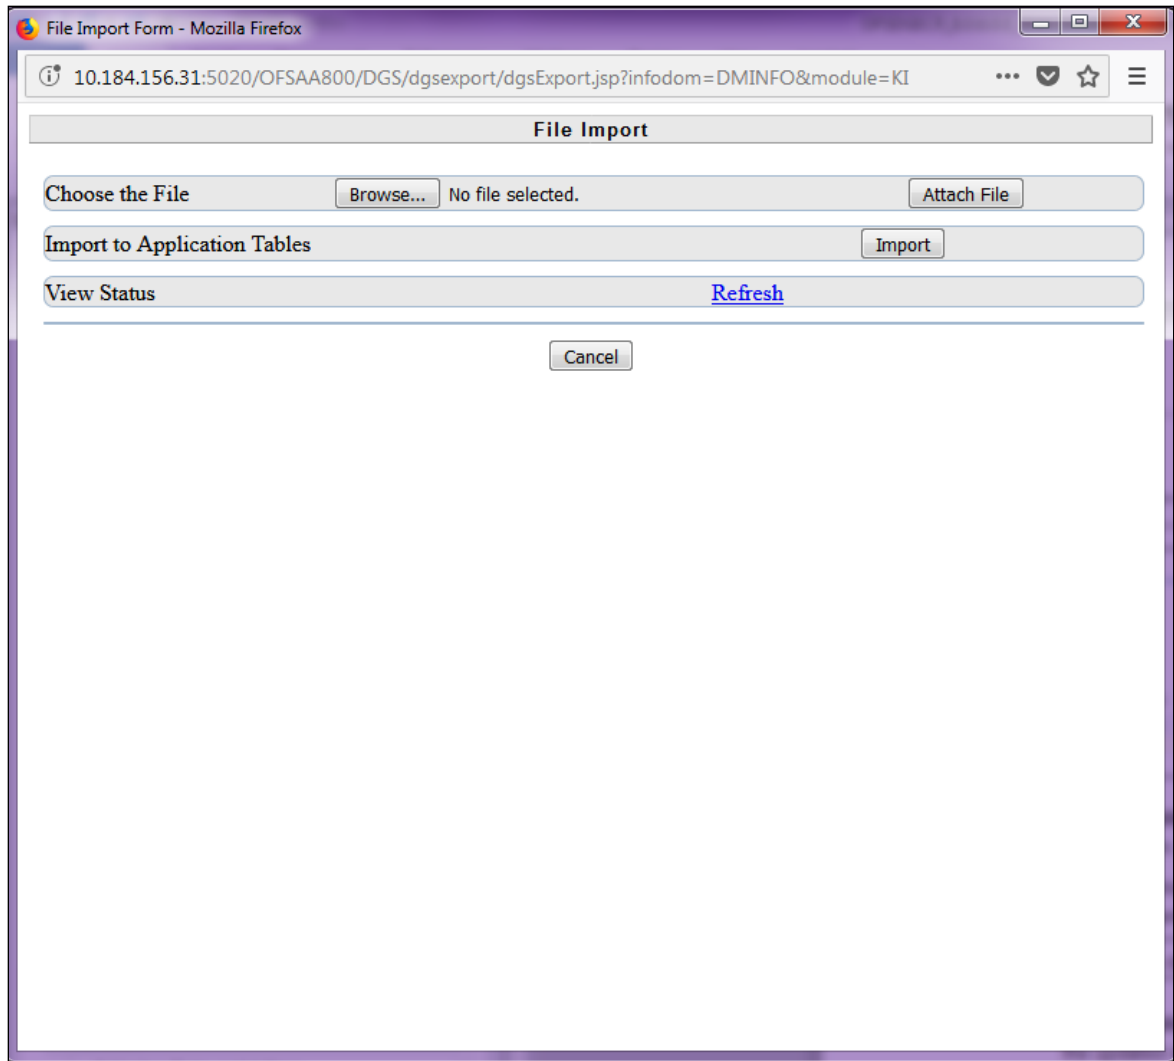 File Import Form - Mozilla Firefox
10.184.156.31:5020/OFSAA800/DGS/dgsexport/dgsExport.jsp?infodom=DMINFO&module=KI
File Import
Choose the File Browse... No file selected. Attach File
Import to Application Tables Import
View Status Refresh
Cancel